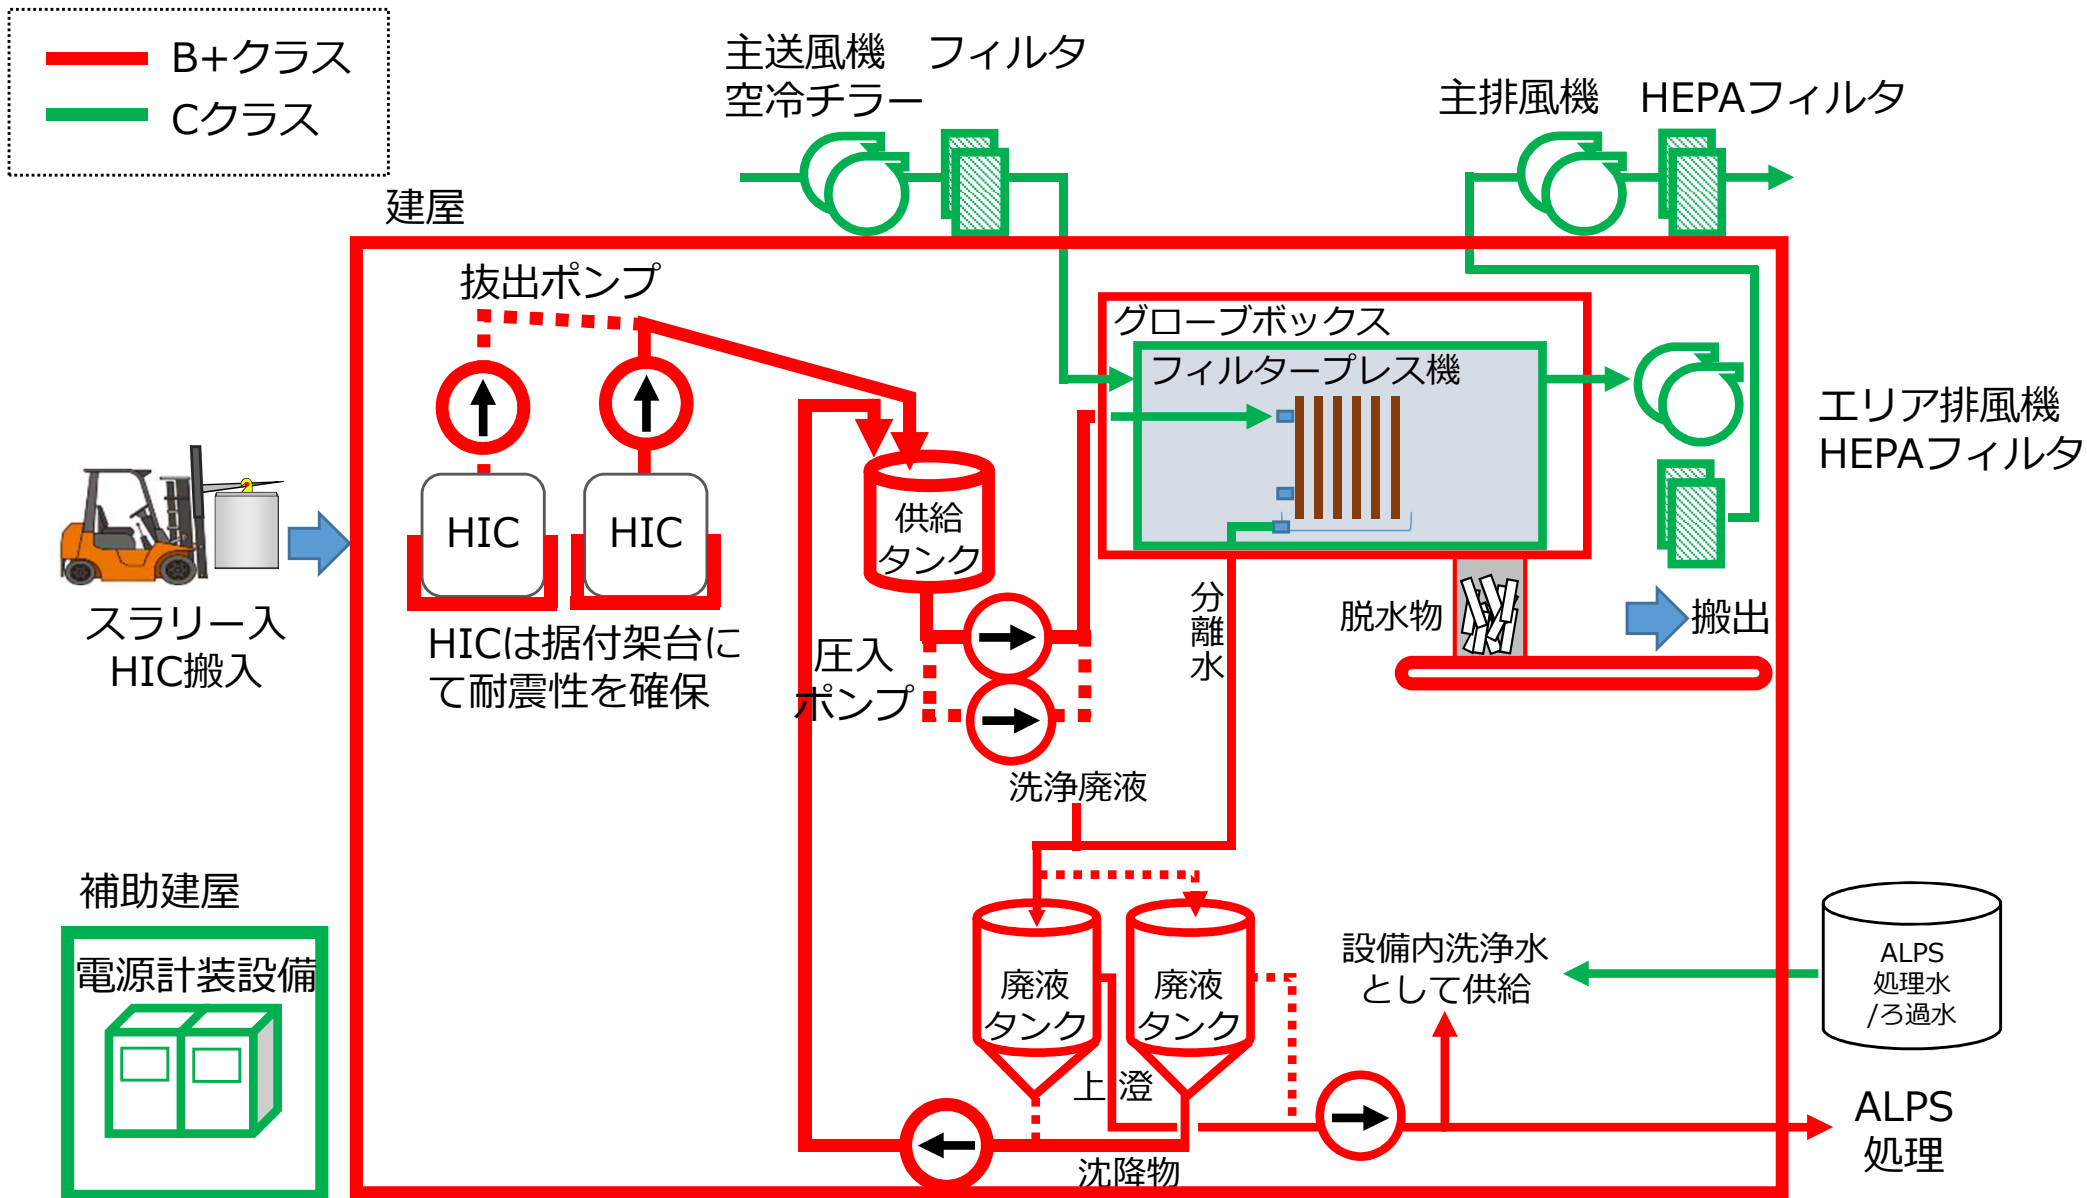 B+クラス
Cクラス
主送風機　フィルタ
空冷チラー
主排風機　HEPAフィルタ
建屋
抜出ポンプ
グローブボックス
フィルタープレス機
エリア排風機
HEPAフィルタ
HIC
HIC
供給
タンク
スラリー入
HIC搬入
HICは据付架台に
て耐震性を確保
圧入
ポンプ
分離水
脱水物
搬出
洗浄廃液
補助建屋
電源計装設備
廃液
タンク
廃液
タンク
設備内洗浄水
として供給
ALPS
処理水
/ろ過水
上澄
沈降物
ALPS
処理